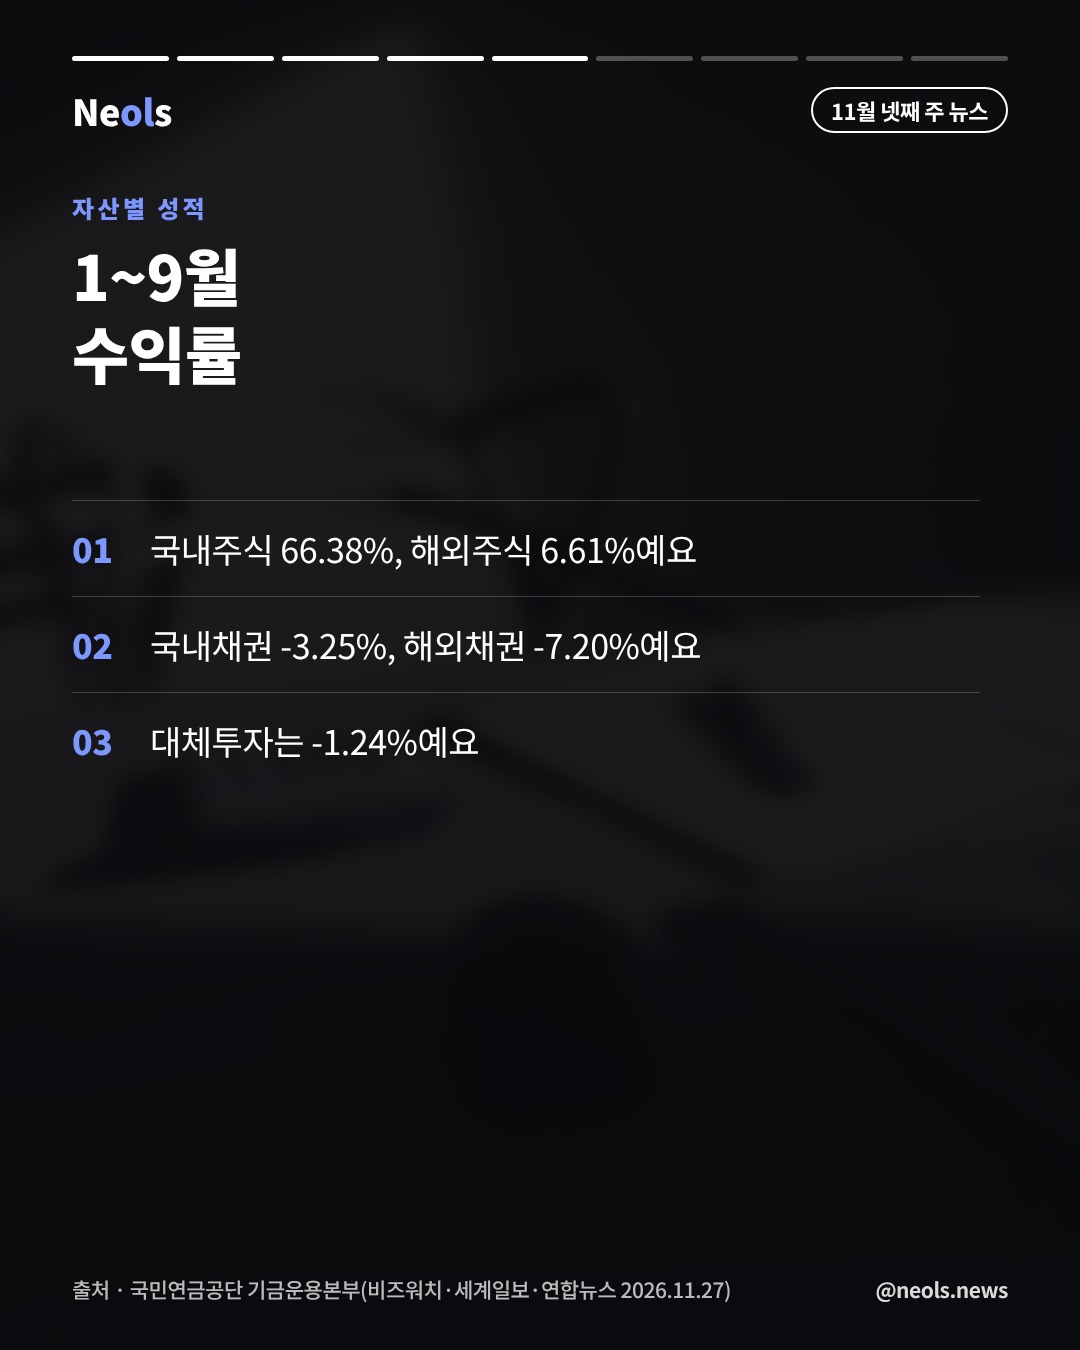 Neols
11월 넷째 주 뉴스
자산별 성적
1~9월
수익률
01 국내주식 66.38%, 해외주식 6.61%예요
02 국내채권 -3.25%, 해외채권 -7.20%예요
03 대체투자는 -1.24%예요
출처 · 국민연금공단 기금운용본부(비즈워치·세계일보·연합뉴스 2026.11.27)
@neols.news